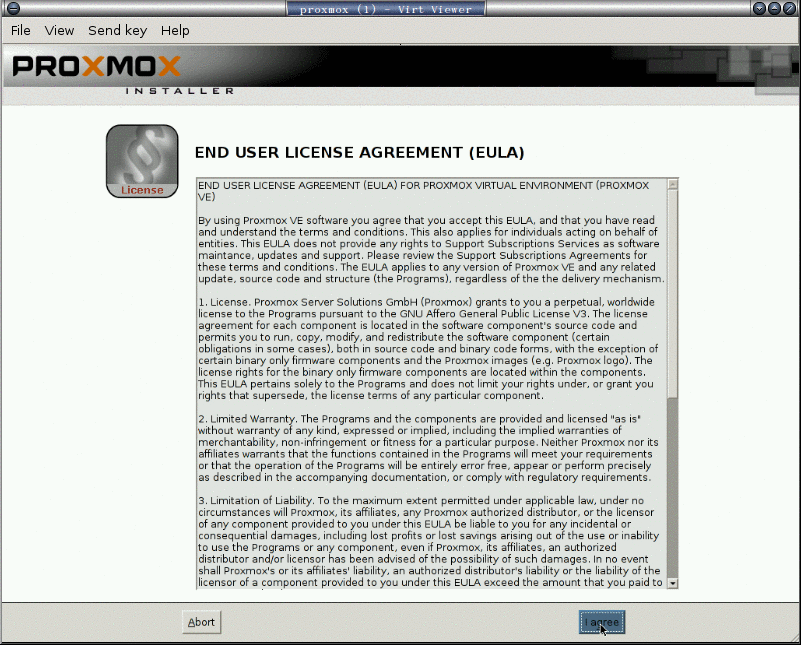 proxmox (1) - Virt Viewer
File View Send key Help
PROXMOX
INSTALLER
License
END USER LICENSE AGREEMENT (EULA)
END USER LICENSE AGREEMENT (EULA) FOR PROXMOX VIRTUAL ENVIRONMENT (PROXMOX
VE)
By using Proxmox VE software you agree that you accept this EULA, and that you have read
and understand the terms and conditions. This also applies for individuals acting on behalf of
entities. This EULA does not provide any rights to Support Subscriptions Services as software
maintance, updates and support. Please review the Support Subscriptions Agreements for
these terms and conditions. The EULA applies to any version of Proxmox VE and any related
update, source code and structure (the Programs), regardless of the the delivery mechanism.
1. License. Proxmox Server Solutions GmbH (Proxmox) grants to you a perpetual, worldwide
license to the Programs pursuant to the GNU Affero General Public License V3. The license
agreement for each component is located in the software component's source code and
permits you to run, copy, modify, and redistribute the software component (certain
obligations in some cases), both in source code and binary code forms, with the exception of
certain binary only firmware components and the Proxmox images (e.g. Proxmox logo). The
license rights for the binary only firmware components are located within the components.
This EULA pertains solely to the Programs and does not limit your rights under, or grant you
rights that supersede, the license terms of any particular component.
2. Limited Warranty. The Programs and the components are provided and licensed "as is"
without warranty of any kind, expressed or implied, including the implied warranties of
merchantability, non-infringement or fitness for a particular purpose. Neither Proxmox nor its
affiliates warrants that the functions contained in the Programs will meet your requirements
or that the operation of the Programs will be entirely error free, appear or perform precisely
as described in the accompanying documentation, or comply with regulatory requirements.
3. Limitation of Liability. To the maximum extent permitted under applicable law, under no
circumstances will Proxmox, its affiliates, any Proxmox authorized distributor, or the licensor
of any component provided to you under this EULA be liable to you for any incidental or
consequential damages, including lost profits or lost savings arising out of the use or inability
to use the Programs or any component, even if Proxmox, its affiliates, an authorized
distributor and/or licensor has been advised of the possibility of such damages. In no event
shall Proxmox's or its affiliates' liability, an authorized distributor's liability or the liability of the
licensor of a component provided to you under this EULA exceed the amount that you paid to
Abort
I agree